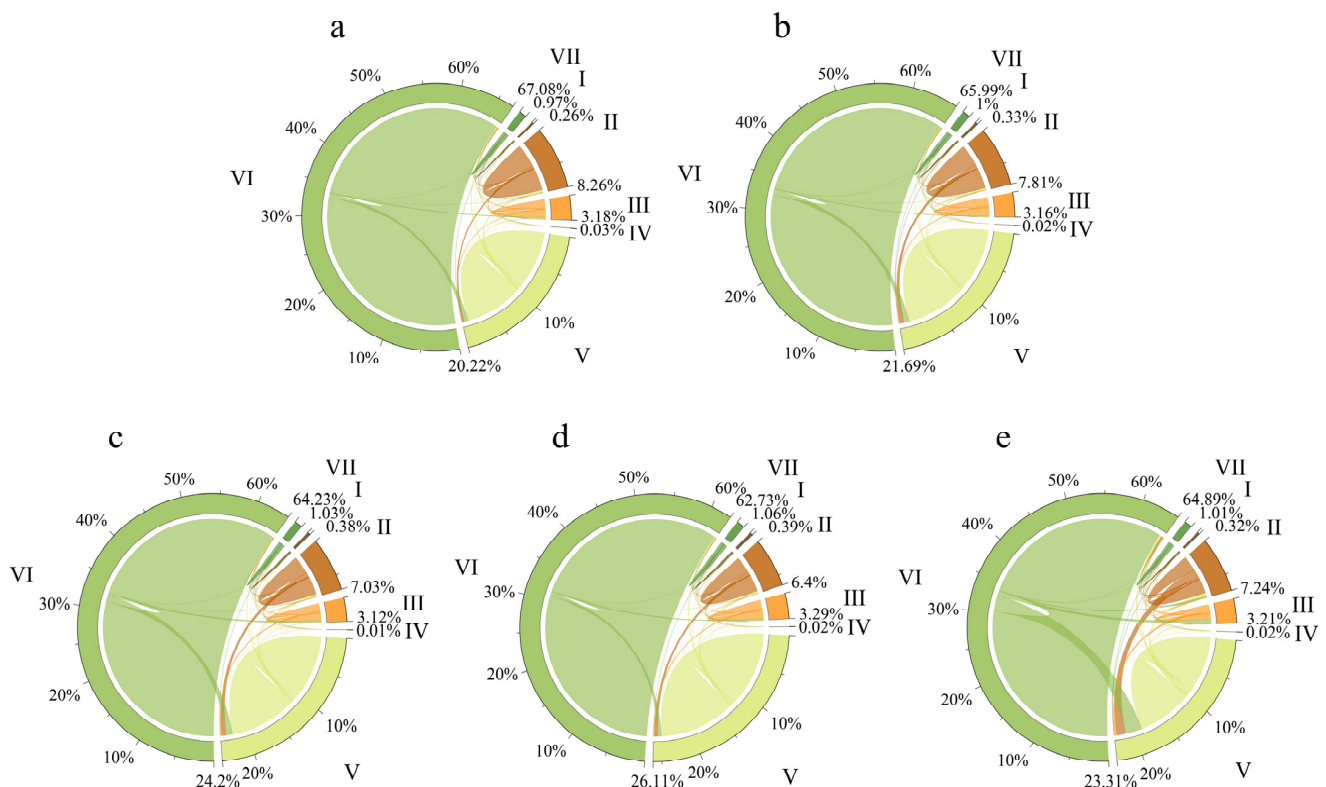 a
b
VII
I
II
III
IV
V
VI
10%
20%
30%
40%
50%
60%
67.08%
0.97%
0.26%
8.26%
3.18%
0.03%
10%
20.22%
VII
I
II
III
IV
V
VI
10%
20%
30%
40%
50%
60%
65.99%
1%
0.33%
7.81%
3.16%
0.02%
10%
21.69%
c
d
e
VII
I
II
III
IV
V
VI
10%
20%
30%
40%
50%
60%
64.23%
1.03%
0.38%
7.03%
3.12%
0.01%
10%
20%
24.2%
VII
I
II
III
IV
V
VI
10%
20%
30%
40%
50%
60%
62.73%
1.06%
0.39%
6.4%
3.29%
0.02%
10%
20%
26.11%
VII
I
II
III
IV
V
VI
10%
20%
30%
40%
50%
60%
64.89%
1.01%
0.32%
7.24%
3.21%
0.02%
10%
20%
23.31%